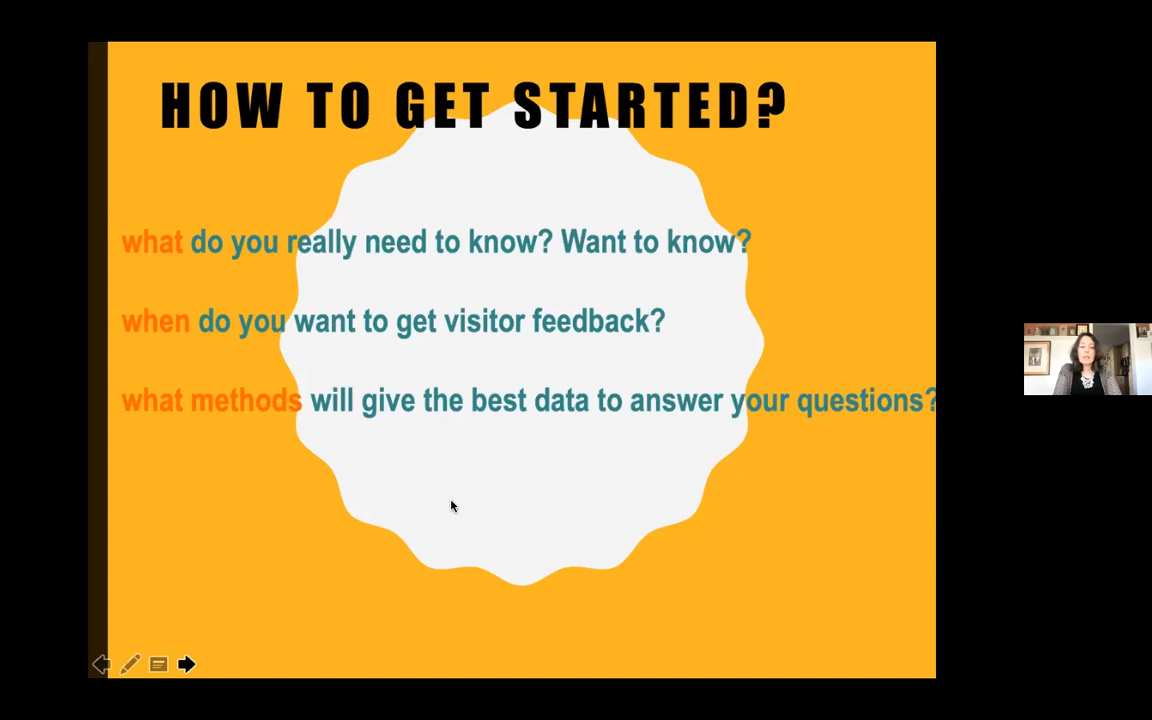 HOW TO GET STARTED?
what do you really need to know? Want to know?
when do you want to get visitor feedback?
what methods will give the best data to answer your questions?